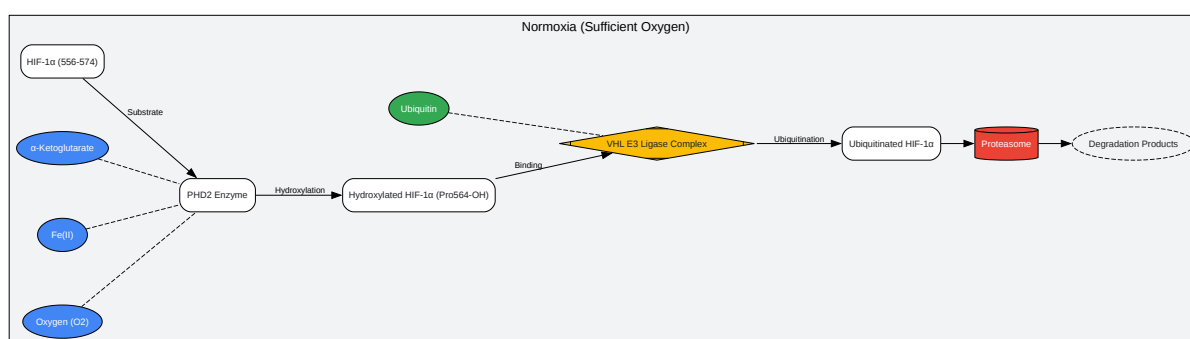 Normoxia (Sufficient Oxygen)
HIF-1α (556-574)
Substrate
α-Ketoglutarate
Fe(II)
Oxygen (O2)
PHD2 Enzyme
Hydroxylation
Hydroxylated HIF-1α (Pro564-OH)
Binding
Ubiquitin
VHL E3 Ligase Complex
Ubiquitination
Ubiquitinated HIF-1α
Proteasome
Degradation Products